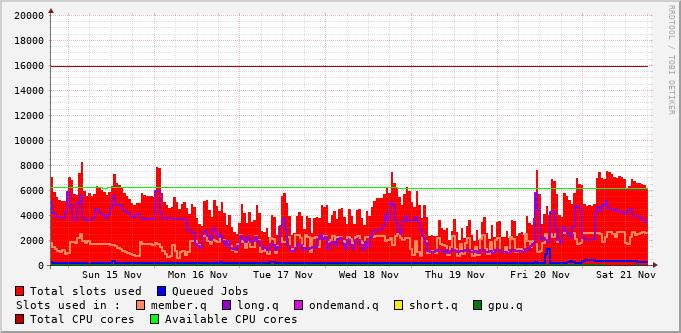 RRDTOOL / TOBI OETIKER
20000
18000
16000
14000
12000
10000
8000
6000
4000
2000
0
Sun 15 Nov Mon 16 Nov Tue 17 Nov Wed 18 Nov Thu 19 Nov Fri 20 Nov Sat 21 Nov
Total slots used Queued Jobs
Slots used in : member.q long.q ondemand.q short.q gpu.q
Total CPU cores Available CPU cores